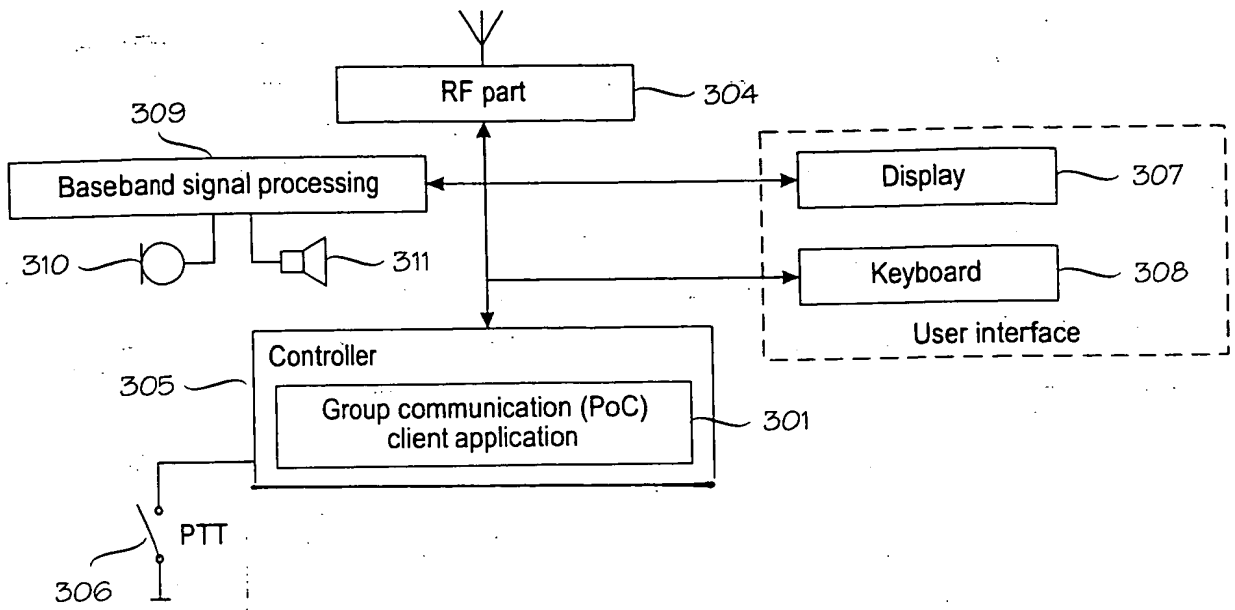 RF part
304
309
Baseband signal processing
Display
307
310
311
Keyboard
308
User interface
Controller
305
Group communication (PoC)
client application
301
PTT
306